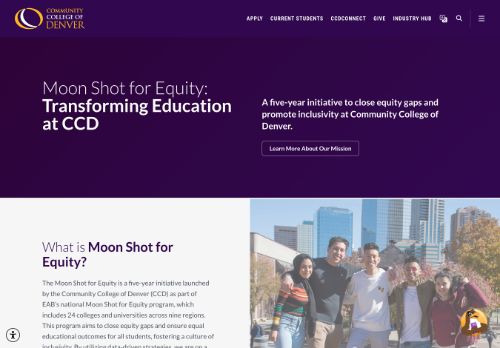 COMMUNITY
COLLEGE OF
DENVER
APPLY CURRENT STUDENTS CCDCONNECT GIVE INDUSTRY HUB
Moon Shot for Equity:
Transforming Education
at CCD
A five-year initiative to close equity gaps and
promote inclusivity at Community College of
Denver.
Learn More About Our Mission
What is Moon Shot for
Equity?
The Moon Shot for Equity is a five-year initiative launched
by the Community College of Denver (CCD) as part of
EAB's national Moon Shot for Equity program, which
includes 24 colleges and universities across nine regions.
This program aims to close equity gaps and ensure equal
educational outcomes for all students, fostering a culture of
inclusivity. By utilizing data-driven strategies, we are on a